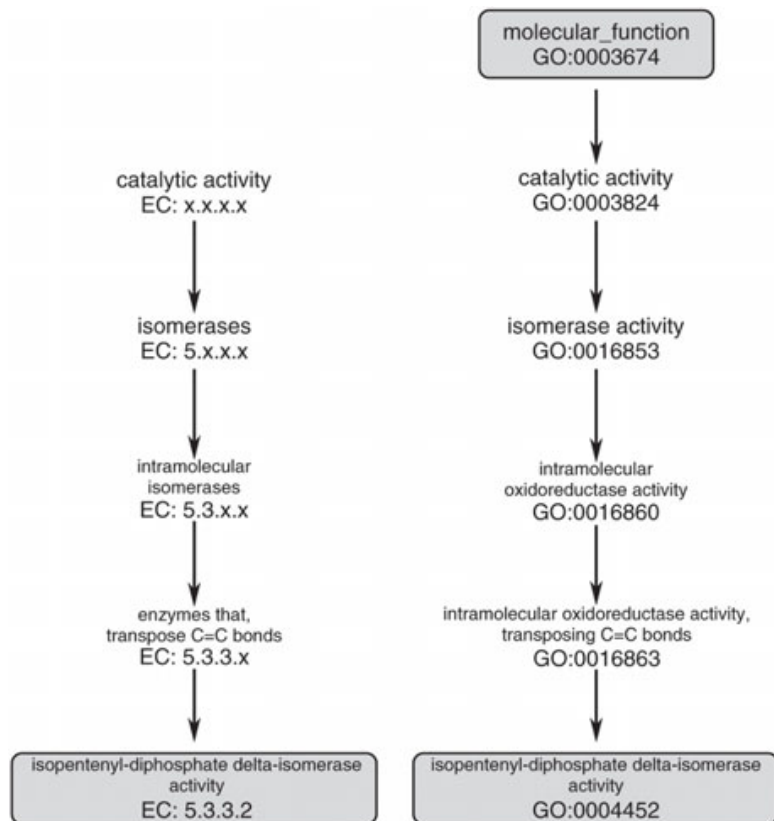 molecular_function
GO:0003674
catalytic activity
EC: x.x.x.x
catalytic activity
GO:0003824
isomerases
EC: 5.x.x.x
isomerase activity
GO:0016853
intramolecular
isomerases
EC: 5.3.x.x
intramolecular
oxidoreductase activity
GO:0016860
enzymes that,
transpose C=C bonds
EC: 5.3.3.x
intramolecular oxidoreductase activity,
transposing C=C bonds
GO:0016863
isopentenyl-diphosphate delta-isomerase
activity
EC: 5.3.3.2
isopentenyl-diphosphate delta-isomerase
activity
GO:0004452